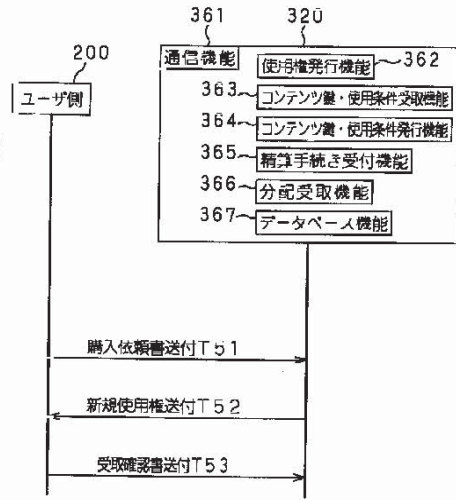 361
320
200
通信機能
使用権発行機能
362
ユーザ側
363
コンテンツ鍵・使用条件受取機能
364
コンテンツ鍵・使用条件発行機能
365
精算手続き受付機能
366
分配受取機能
367
データベース機能
購入依頼書送付T51
新規使用権送付T52
受取確認書送付T53